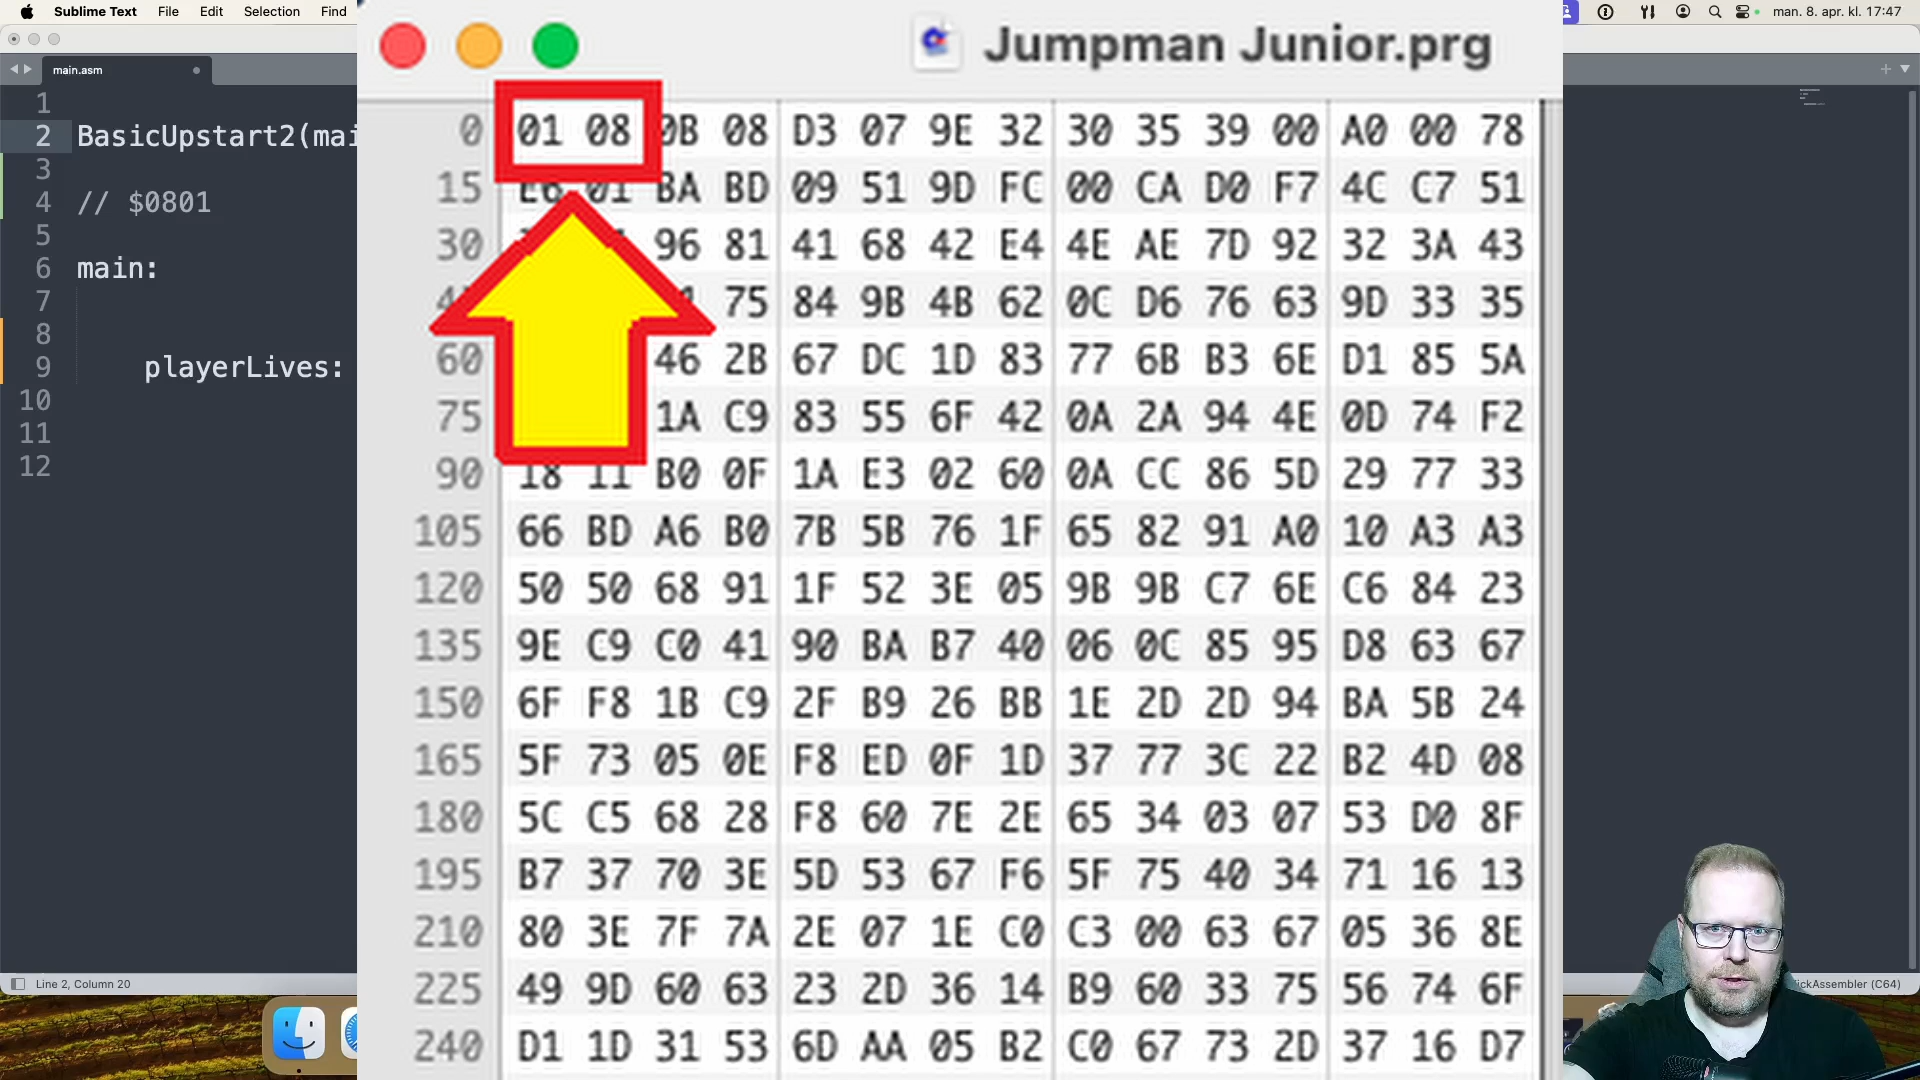 Sublime Text File Edit Selection Find
man. 8. apr. kl. 17:47
main.asm
Jumpman Junior.prg
1
2 BasicUpstart2(mai
3
4 // $0801
5
6 main:
7
8
9 playerLives:
10
11
12
0 01 08 0B 08 D3 07 9E 32 30 35 39 00 A0 00 78
15 E6 01 BA BD 09 51 9D FC 00 CA D0 F7 4C C7 51
30 96 81 41 68 42 E4 4E AE 7D 92 32 3A 43
75 84 9B 4B 62 0C D6 76 63 9D 33 35
60 46 2B 67 DC 1D 83 77 6B B3 6E D1 85 5A
75 1A C9 83 55 6F 42 0A 2A 94 4E 0D 74 F2
90 18 11 B0 0F 1A E3 02 60 0A CC 86 5D 29 77 33
105 66 BD A6 B0 7B 5B 76 1F 65 82 91 A0 10 A3 A3
120 50 50 68 91 1F 52 3E 05 9B 9B C7 6E C6 84 23
135 9E C9 C0 41 90 BA B7 40 06 0C 85 95 D8 63 67
150 6F F8 1B C9 2F B9 26 BB 1E 2D 2D 94 BA 5B 24
165 5F 73 05 0E F8 ED 0F 1D 37 77 3C 22 B2 4D 08
180 5C C5 68 28 F8 60 7E 2E 65 34 03 07 53 D0 8F
195 B7 37 70 3E 5D 53 67 F6 5F 75 40 34 71 16 13
210 80 3E 7F 7A 2E 07 1E C0 C3 00 63 67 05 36 8E
225 49 9D 60 63 23 2D 36 14 B9 60 33 75 56 74 6F
240 D1 1D 31 53 6D AA 05 B2 C0 67 73 2D 37 16 D7
Line 2, Column 20
ickAssembler (C64)